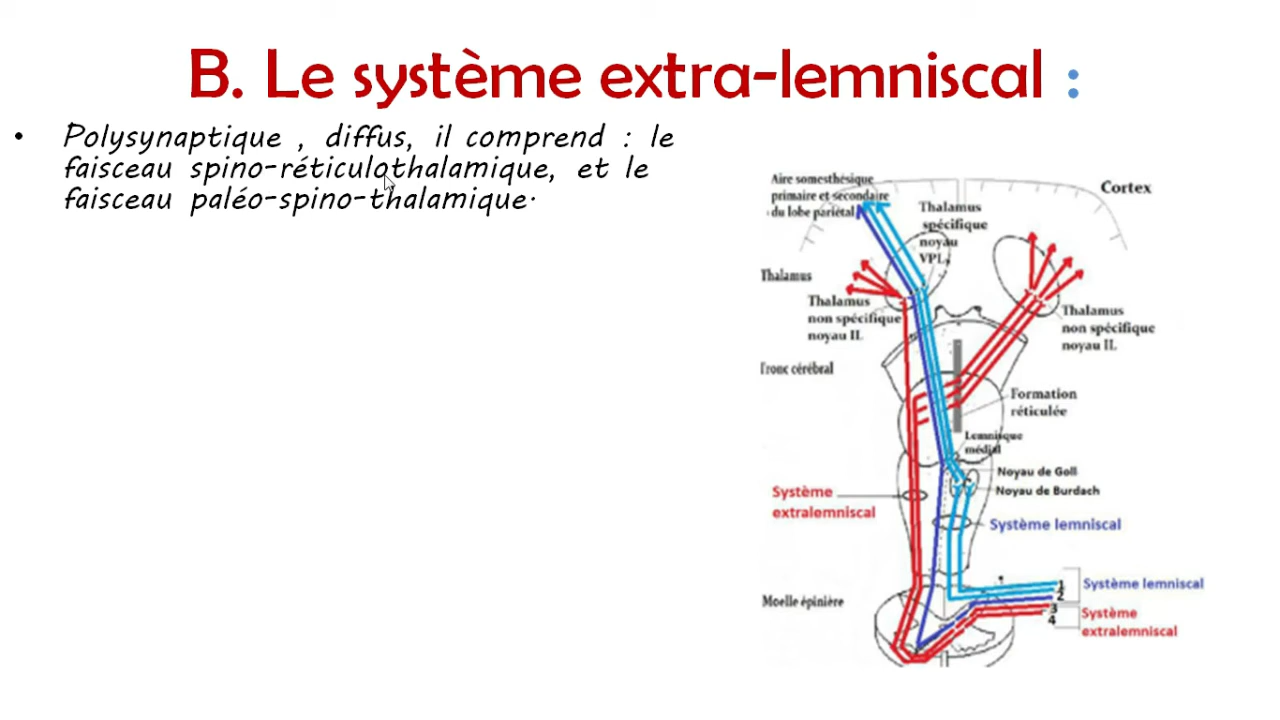 B. Le système extra-lemniscal :
• Polysynaptique , diffus, il comprend : le
faisceau spino-réticulothalamique, et le
faisceau paléo-spino-thalamique.
Aire somesthésique
primaire et secondaire
du lobe pariétal
Cortex
Thalamus
spécifique
noyau
VPL
Thalamus
Thalamus
non spécifique
noyau IL
Thalamus
non spécifique
noyau IL
Tronc cérébral
Formation
réticulée
Lemnisque
médial
Noyau de Goll
Noyau de Burdach
Système
extralemniscal
Système lemniscal
1
2
3
4
Système lemniscal
Système
extralemniscal
Moelle épinière